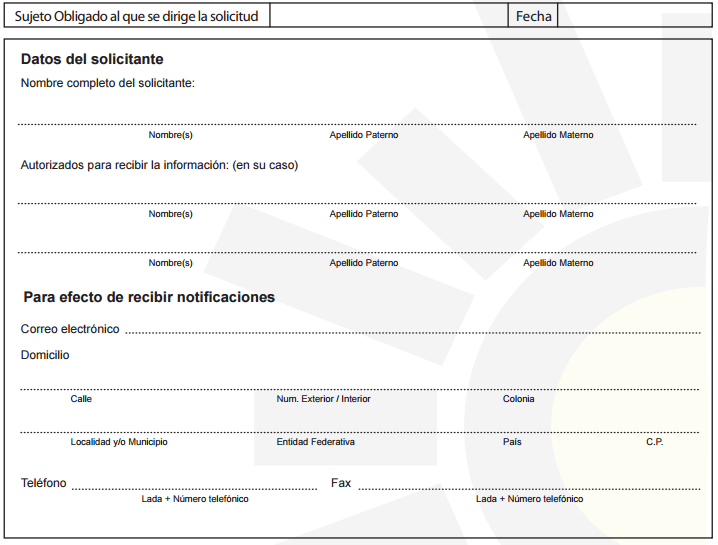 Sujeto Obligado al que se dirige la solicitud Fecha
Datos del solicitante
Nombre completo del solicitante:
Nombre(s) Apellido Paterno Apellido Materno
Autorizados para recibir la información: (en su caso)
Nombre(s) Apellido Paterno Apellido Materno
Nombre(s) Apellido Paterno Apellido Materno
Para efecto de recibir notificaciones
Correo electrónico
Domicilio
Calle Num. Exterior / Interior Colonia
Localidad y/o Municipio Entidad Federativa País C.P.
Teléfono Fax
Lada + Número telefónico Lada + Número telefónico